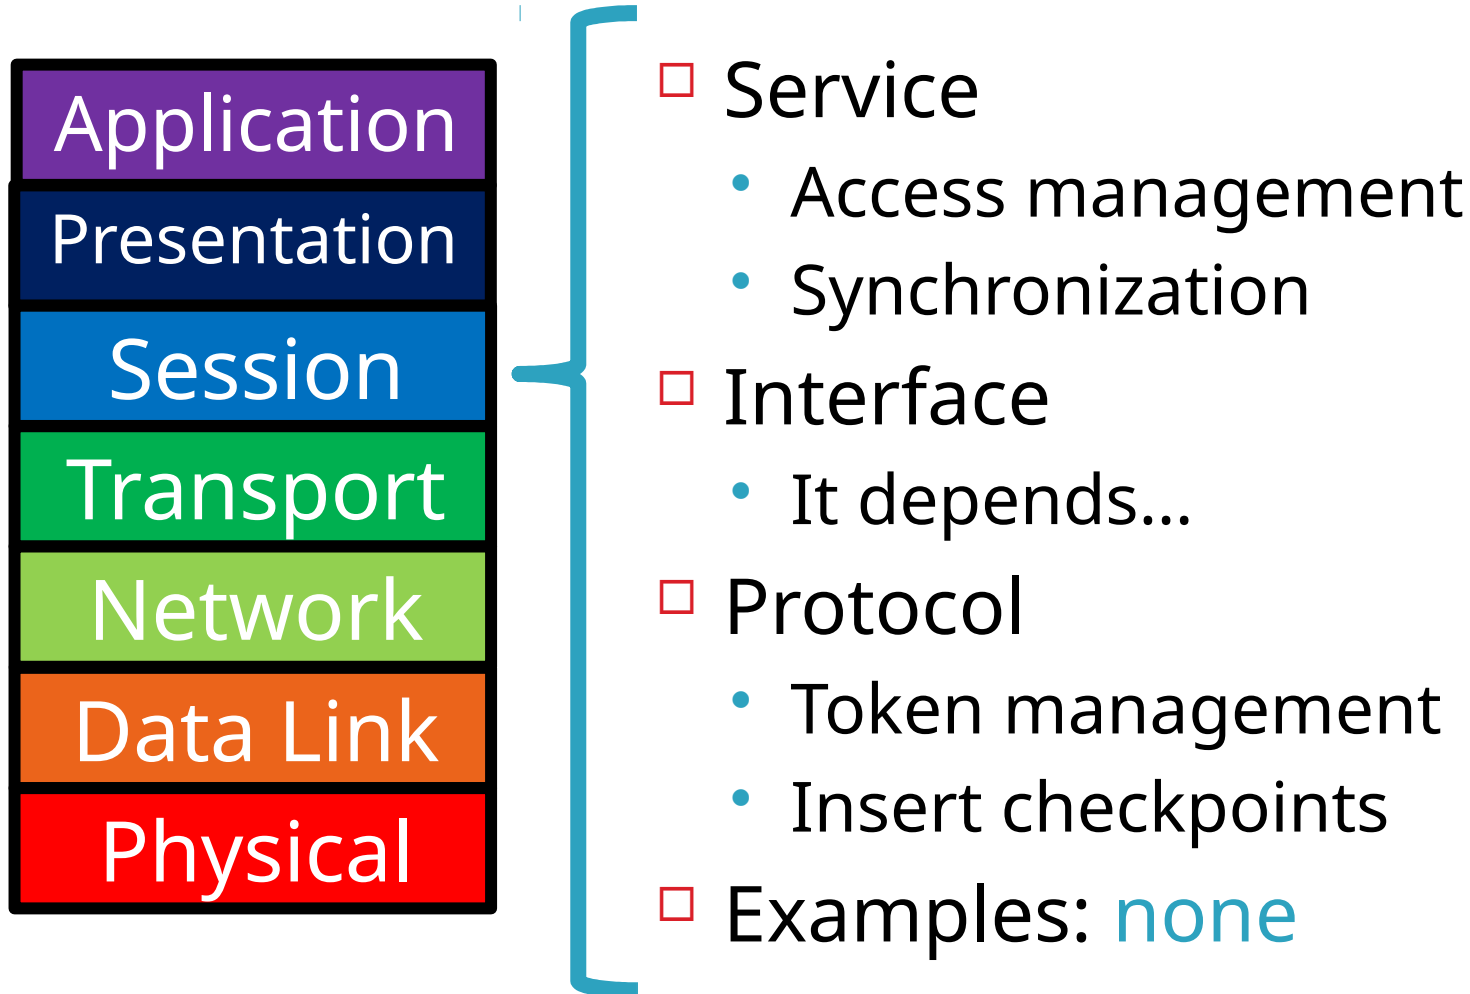 Application
Presentation
Session
Transport
Network
Data Link
Physical
Service
Access management
Synchronization
Interface
It depends…
Protocol
Token management
Insert checkpoints
Examples: none